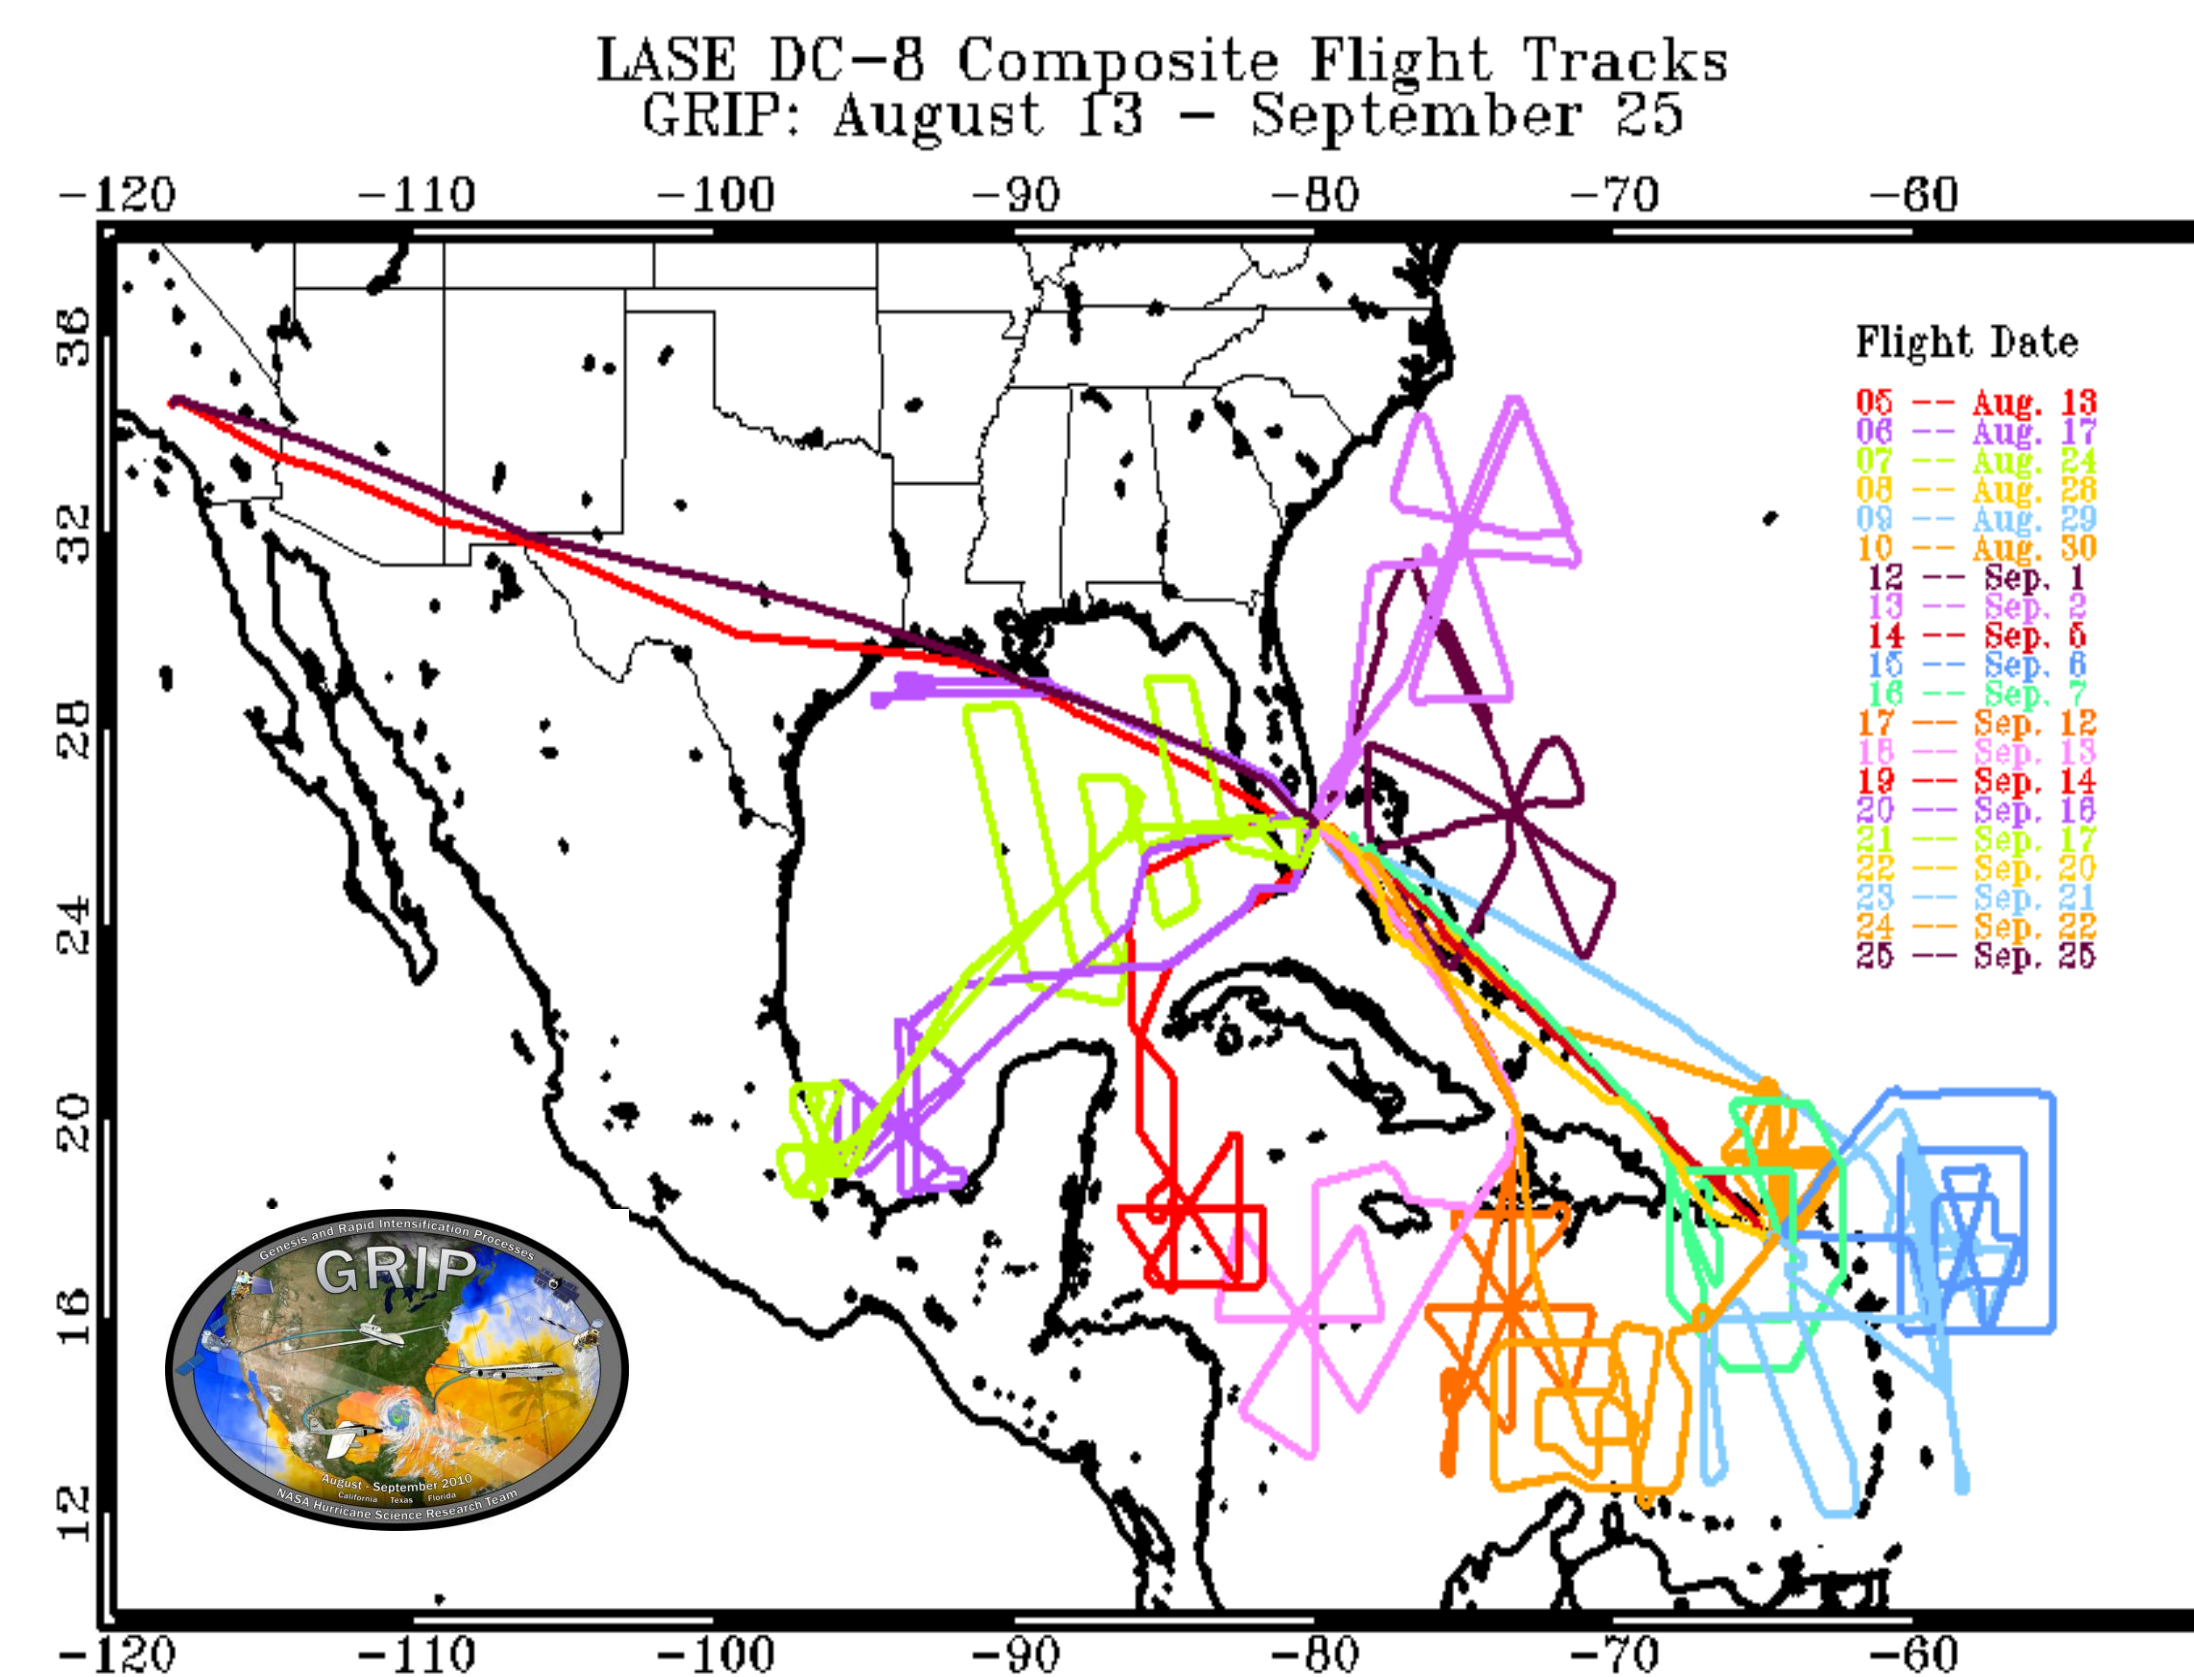 LASE DC-8 Composite Flight Tracks
GRIP: August 13 - September 25
-120 -110 -100 -90 -80 -70 -60
36
32
28
24
20
16
12
Flight Date
05 -- Aug. 13
06 -- Aug. 17
07 -- Aug. 24
08 -- Aug. 28
09 -- Aug. 29
10 -- Aug. 30
12 -- Sep. 1
13 -- Sep. 2
14 -- Sep. 5
15 -- Sep. 6
16 -- Sep. 7
17 -- Sep. 12
18 -- Sep. 13
19 -- Sep. 14
20 -- Sep. 16
21 -- Sep. 17
22 -- Sep. 20
23 -- Sep. 21
24 -- Sep. 22
25 -- Sep. 25
Genesis and Rapid Intensification Processes
GRIP
August - September 2010
California Texas Florida
NASA Hurricane Science Research Team
-120 -110 -100 -90 -80 -70 -60